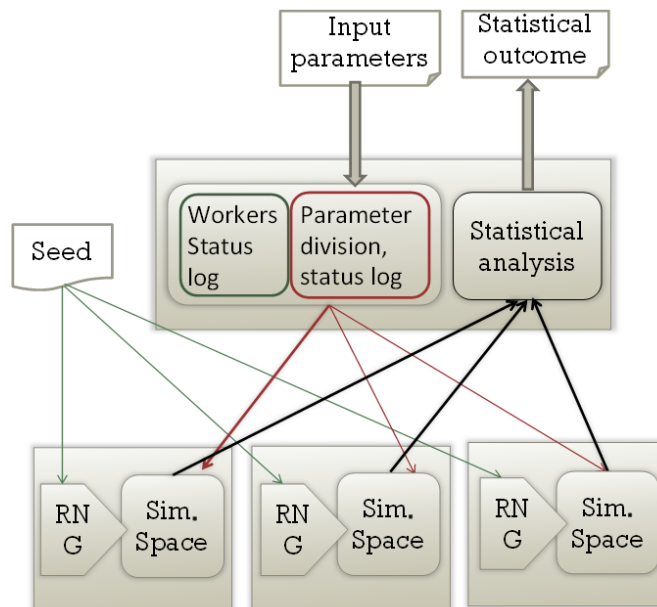 Input
parameters
Statistical
outcome
Workers
Status
log
Parameter
division,
status log
Statistical
analysis
Seed
RN
G
Sim.
Space
RN
G
Sim.
Space
RN
G
Sim.
Space